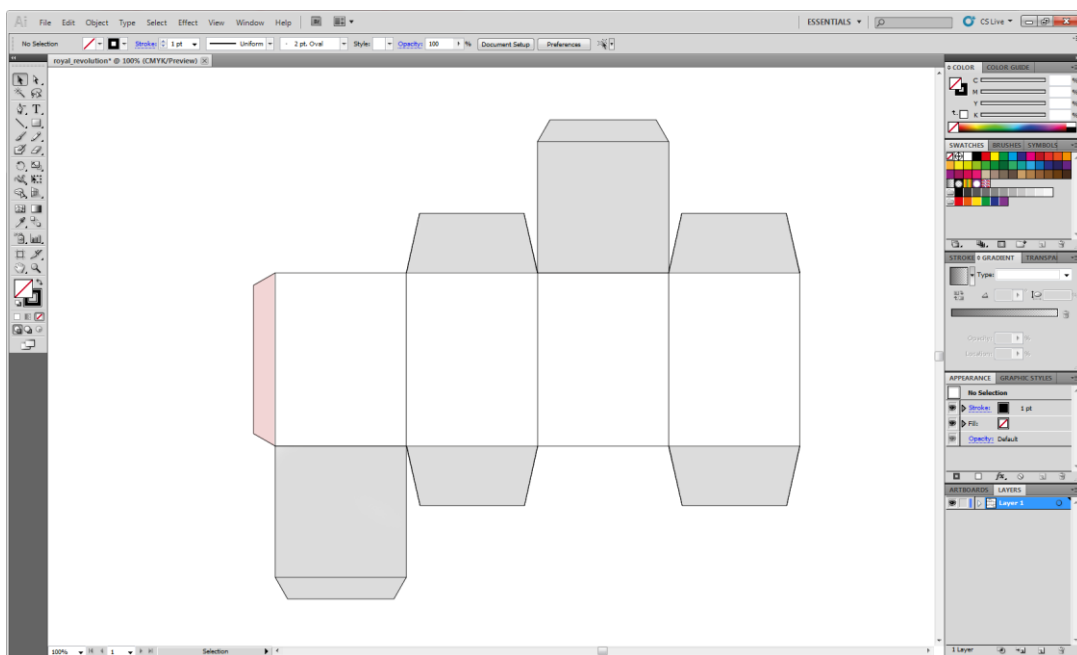 Ai File Edit Object Type Select Effect View Window Help Br ESSENTIALS CS Live
No Selection Stroke: 1 pt Uniform 2 pt. Oval Style: Opacity: 100 % Document Setup Preferences
royal_revolution* @ 100% (CMYK/Preview)
COLOR COLOR GUIDE
C %
M %
Y %
K %
SWATCHES BRUSHES SYMBOLS
STROKE GRADIENT TRANSPA
Type:
Opacity: %
Location: %
APPEARANCE GRAPHIC STYLES
No Selection
Stroke: 1 pt
Fill:
Opacity: Default
ARTBOARDS LAYERS
Layer 1
100% 1 Selection
1 Layer